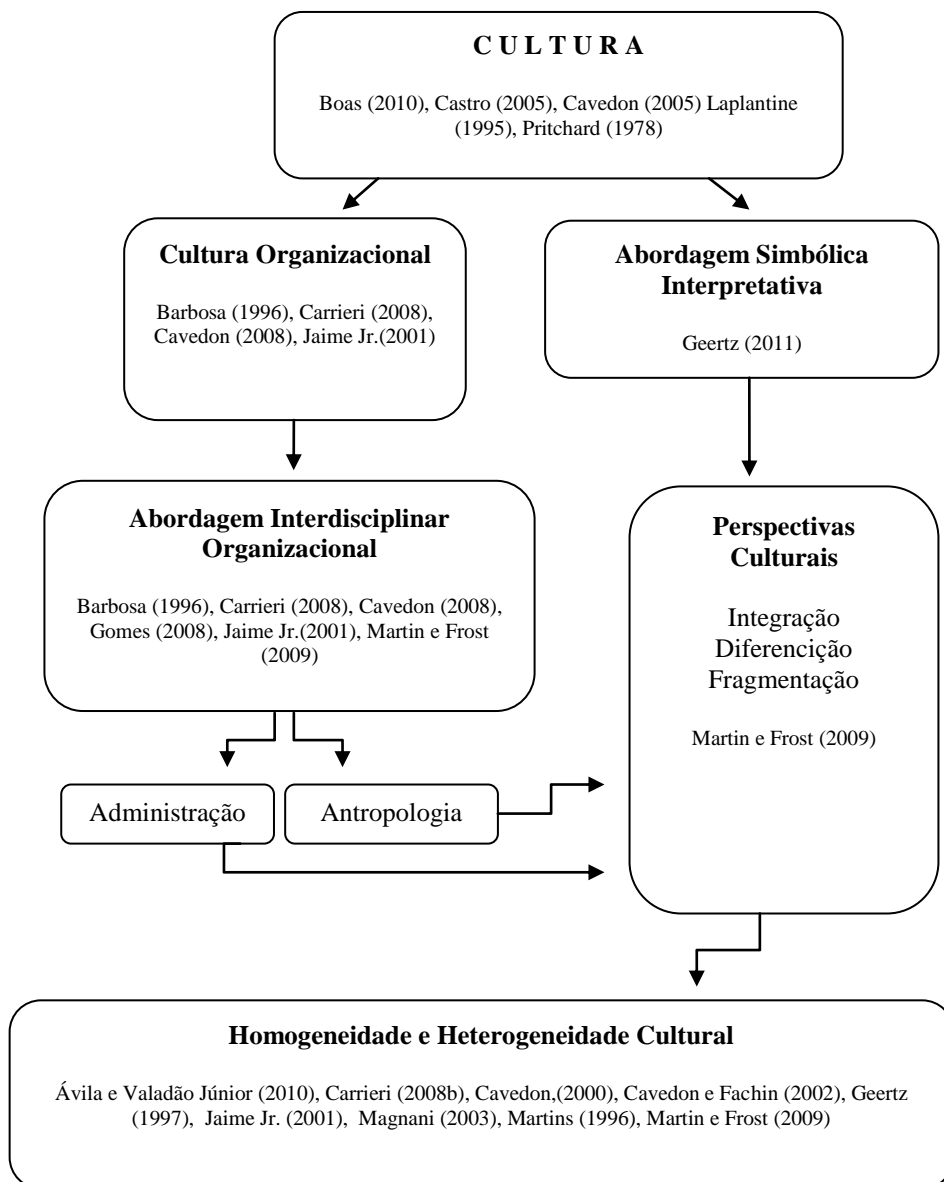 C U L T U R A
Boas (2010), Castro (2005), Cavedon (2005) Laplantine
(1995), Pritchard (1978)
Cultura Organizacional
Barbosa (1996), Carrieri (2008),
Cavedon (2008), Jaime Jr.(2001)
Abordagem Simbólica
Interpretativa
Geertz (2011)
Abordagem Interdisciplinar
Organizacional
Barbosa (1996), Carrieri (2008), Cavedon (2008),
Gomes (2008), Jaime Jr.(2001), Martin e Frost
(2009)
Perspectivas
Culturais
Integração
Diferencição
Fragmentação
Martin e Frost (2009)
Administração
Antropologia
Homogeneidade e Heterogeneidade Cultural
Ávila e Valadão Júnior (2010), Carrieri (2008b), Cavedon,(2000), Cavedon e Fachin (2002), Geertz
(1997), Jaime Jr. (2001), Magnani (2003), Martins (1996), Martin e Frost (2009)